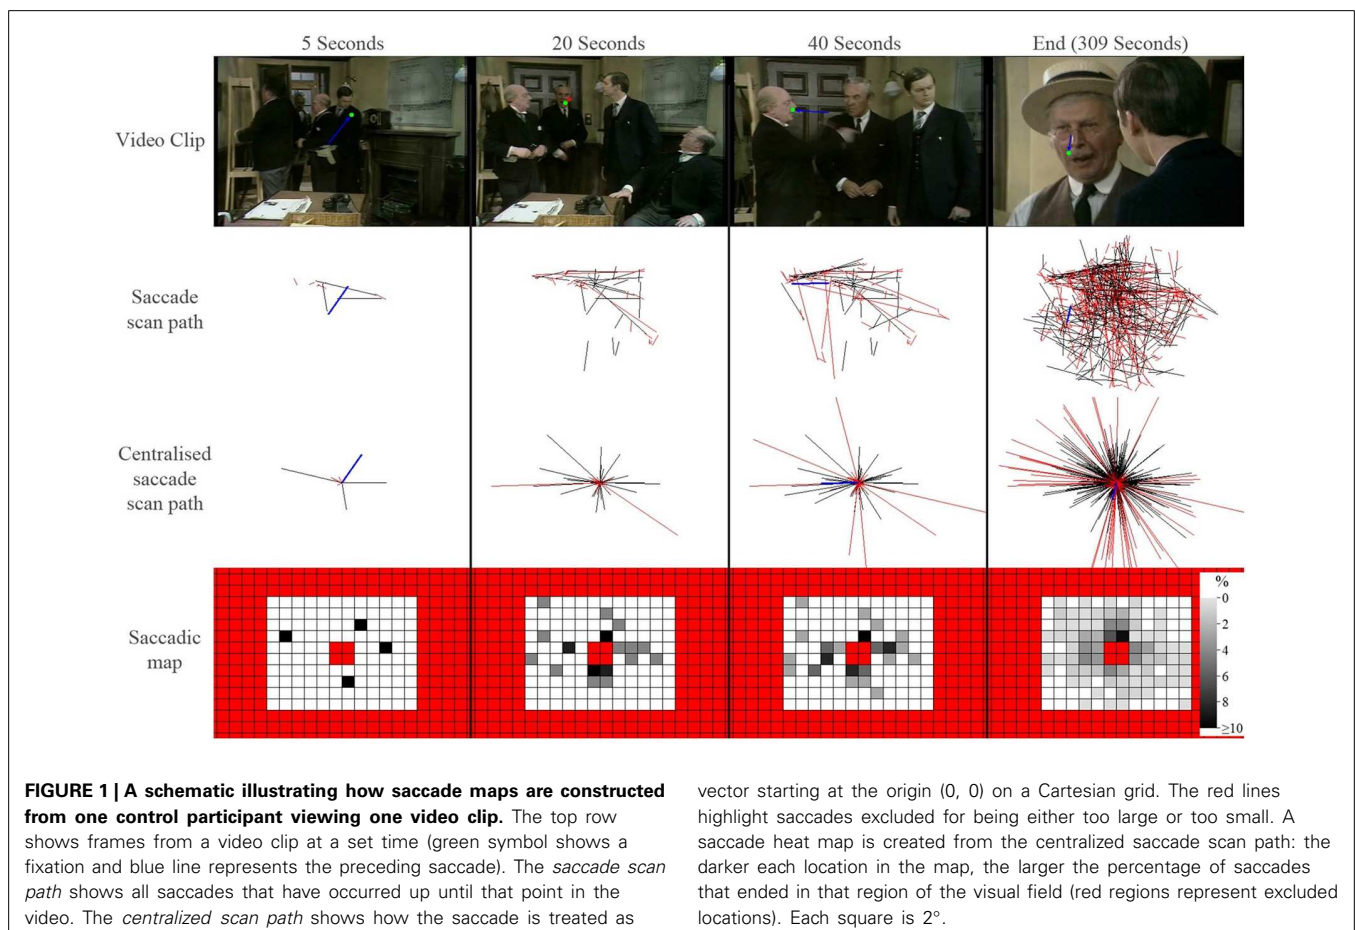 5 Seconds
20 Seconds
40 Seconds
End (309 Seconds)
Video Clip
Saccade
scan path
Centralised
saccade
scan path
Saccadic
map
%
0
2
4
6
8
≥10
FIGURE 1 | A schematic illustrating how saccade maps are constructed
from one control participant viewing one video clip. The top row
shows frames from a video clip at a set time (green symbol shows a
fixation and blue line represents the preceding saccade). The saccade scan
path shows all saccades that have occurred up until that point in the
video. The centralized scan path shows how the saccade is treated as
vector starting at the origin (0, 0) on a Cartesian grid. The red lines
highlight saccades excluded for being either too large or too small. A
saccade heat map is created from the centralized saccade scan path: the
darker each location in the map, the larger the percentage of saccades
that ended in that region of the visual field (red regions represent excluded
locations). Each square is 2°.